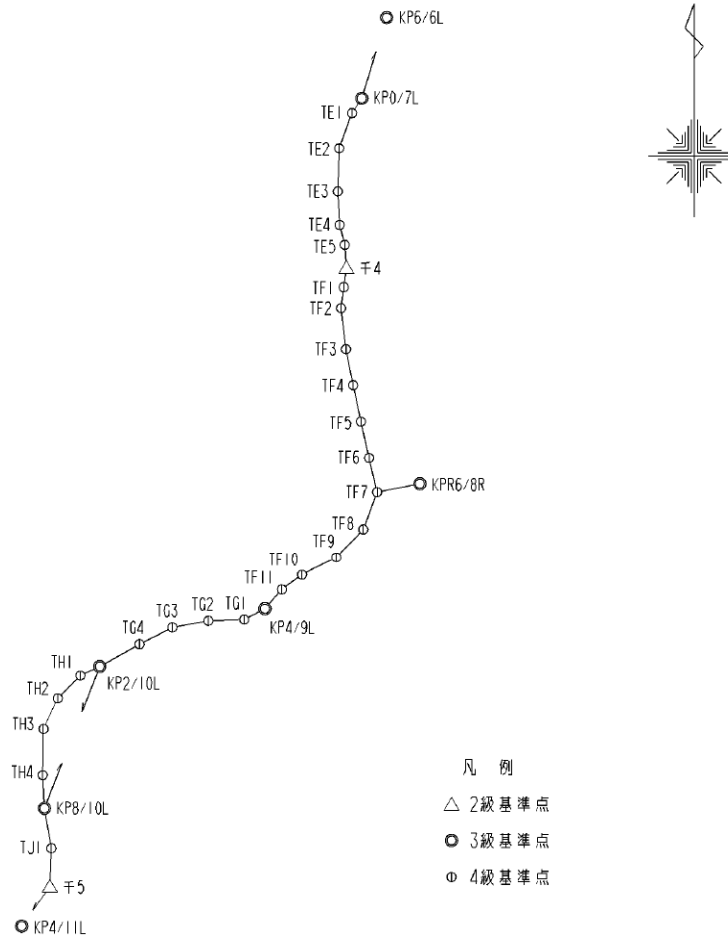 KP6/6L
KP0/7L
TE1
TE2
TE3
TE4
TE5
千4
TF1
TF2
TF3
TF4
TF5
TF6
TF7
KPR6/8R
TF8
TF9
TF10
TF11
KP4/9L
TG1
TG2
TG3
TG4
TH1
KP2/10L
TH2
TH3
TH4
KP8/10L
TJ1
千5
KP4/11L
凡 例
2級基準点
3級基準点
4級基準点